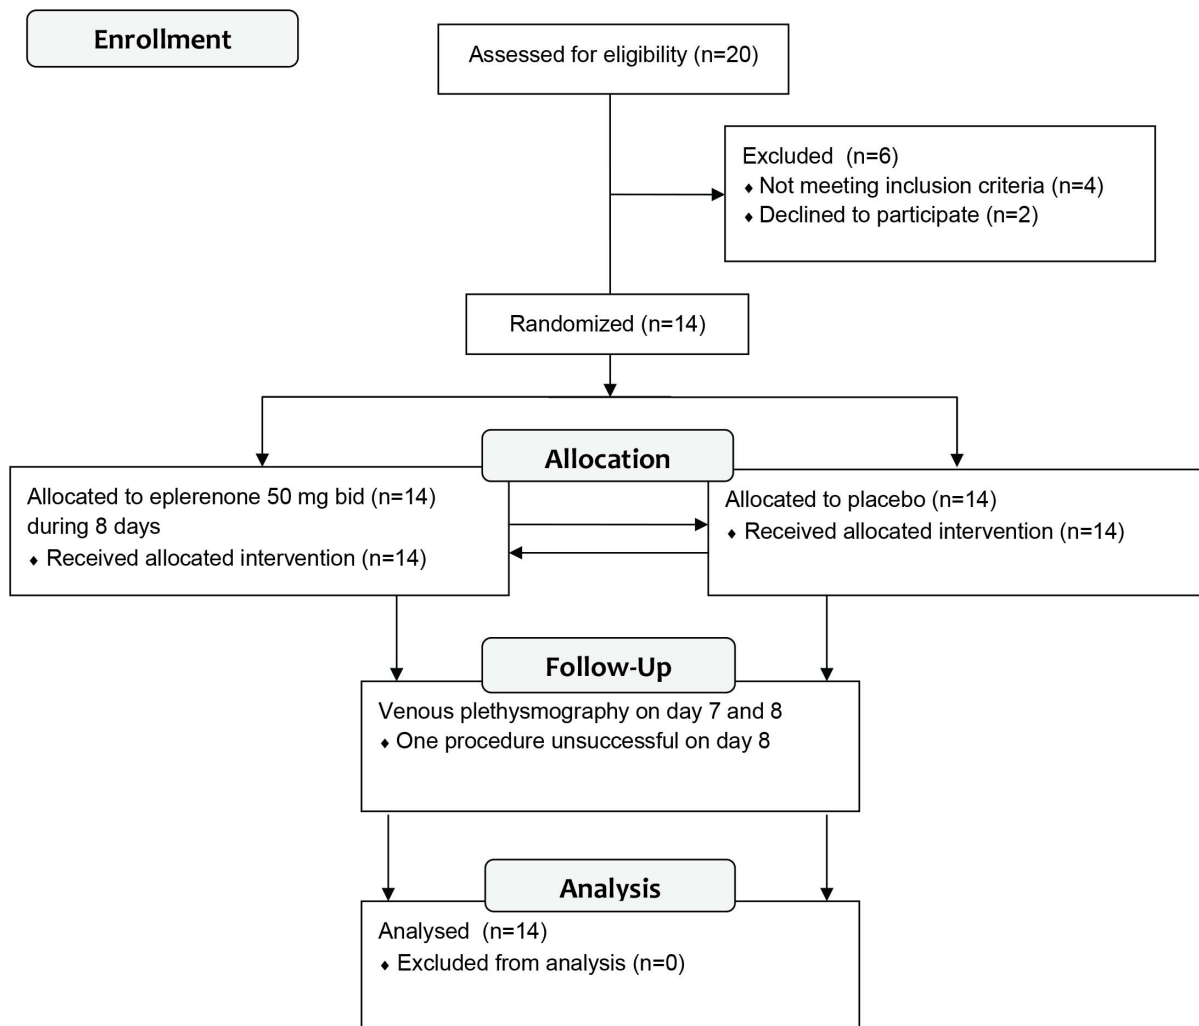 Enrollment
Assessed for eligibility (n=20)
Excluded (n=6)
♦ Not meeting inclusion criteria (n=4)
♦ Declined to participate (n=2)
Randomized (n=14)
Allocation
Allocated to eplerenone 50 mg bid (n=14)
during 8 days
♦ Received allocated intervention (n=14)
Allocated to placebo (n=14)
♦ Received allocated intervention (n=14)
Follow-Up
Venous plethysmography on day 7 and 8
♦ One procedure unsuccessful on day 8
Analysis
Analysed (n=14)
♦ Excluded from analysis (n=0)